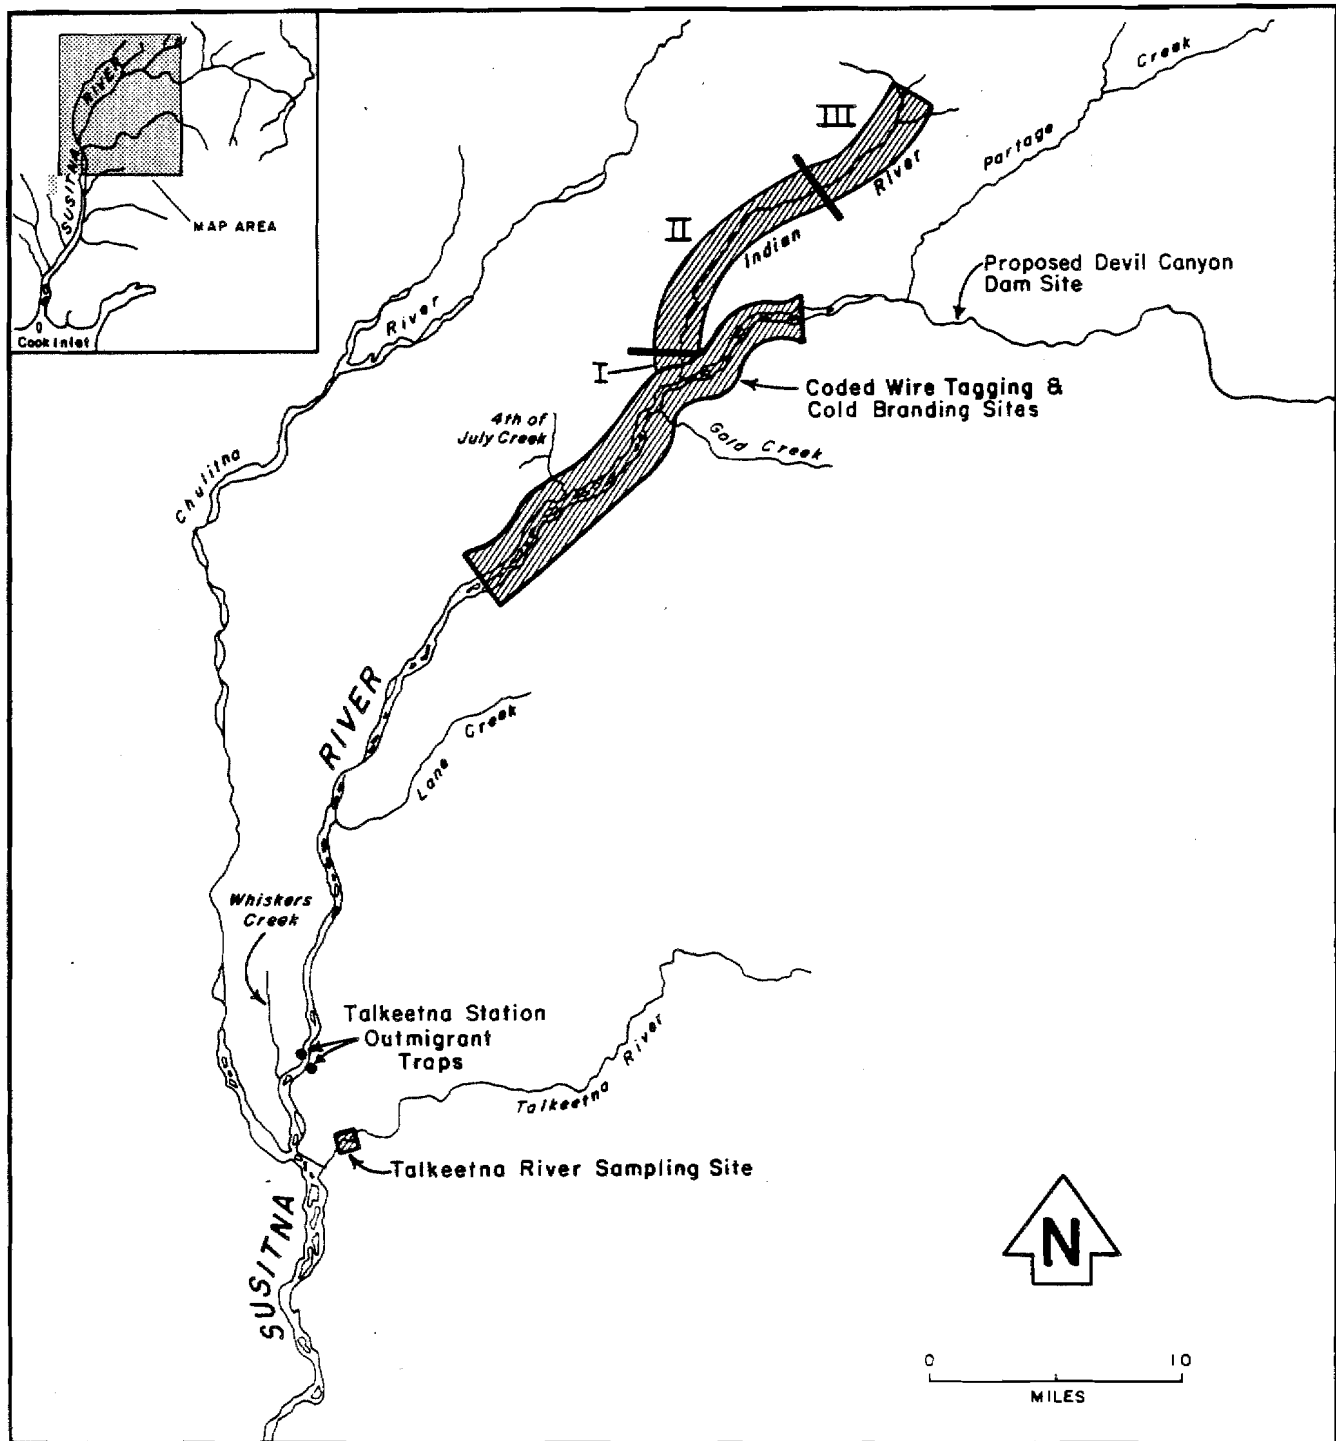 RIVER
SUSITNA
MAP AREA
Cook Inlet
III
II
I
Indian River
Partage Creek
Proposed Devil Canyon
Dam Site
River
Chulitna
Coded Wire Tagging &
Cold Branding Sites
4th of
July Creek
Gold Creek
RIVER
Lane Creek
Whiskers
Creek
Talkeetna Station
Outmigrant
Traps
Talkeetna River
Talkeetna River Sampling Site
SUSITNA
N
0 10
MILES